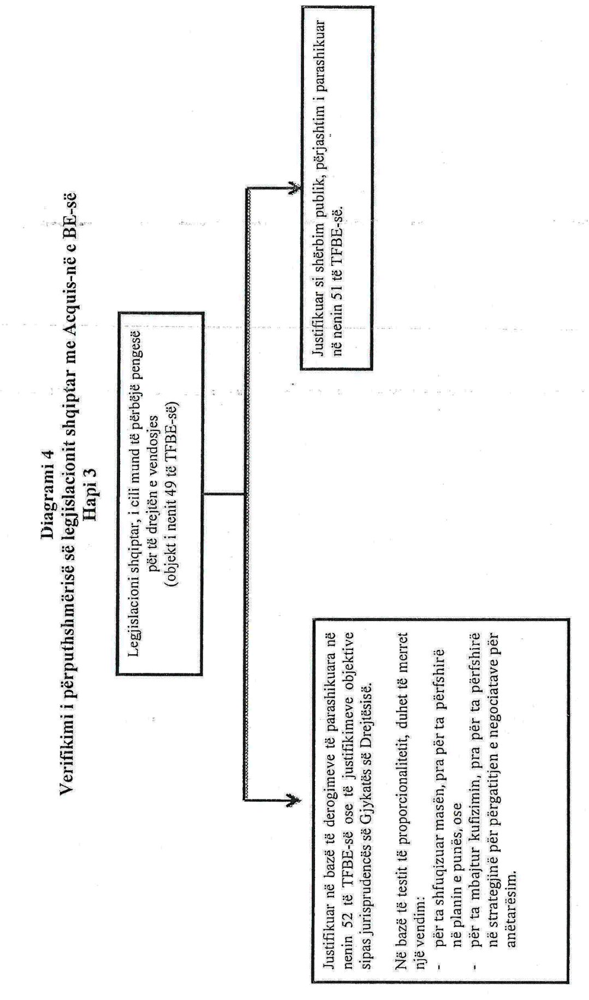 Diagrami 4
Verifikimi i përputhshmërisë së legjislacionit shqiptar me Acquis-në e BE-së
Hapi 3
Legjislacioni shqiptar, i cili mund të përbëjë pengesë
për të drejtën e vendosjes
(objekt i nenit 49 të TFBE-së)
Justifikuar në bazë të derogimeve të parashikuara në
nenin 52 të TFBE-së ose të justifikimeve objektive
sipas jurisprudencës së Gjykatës së Drejtësisë.
Në bazë të testit të proporcionalitetit, duhet të merret
një vendim:
- për ta shfuqizuar masën, pra për ta përfshirë
në planin e punës, ose
- për ta mbajtur kufizimin, pra për ta përfshirë
në strategjinë për përgatitjen e negociatave për
anëtarësim.
Justifikuar si shërbim publik, përjashtim i parashikuar
në nenin 51 të TFBE-së.